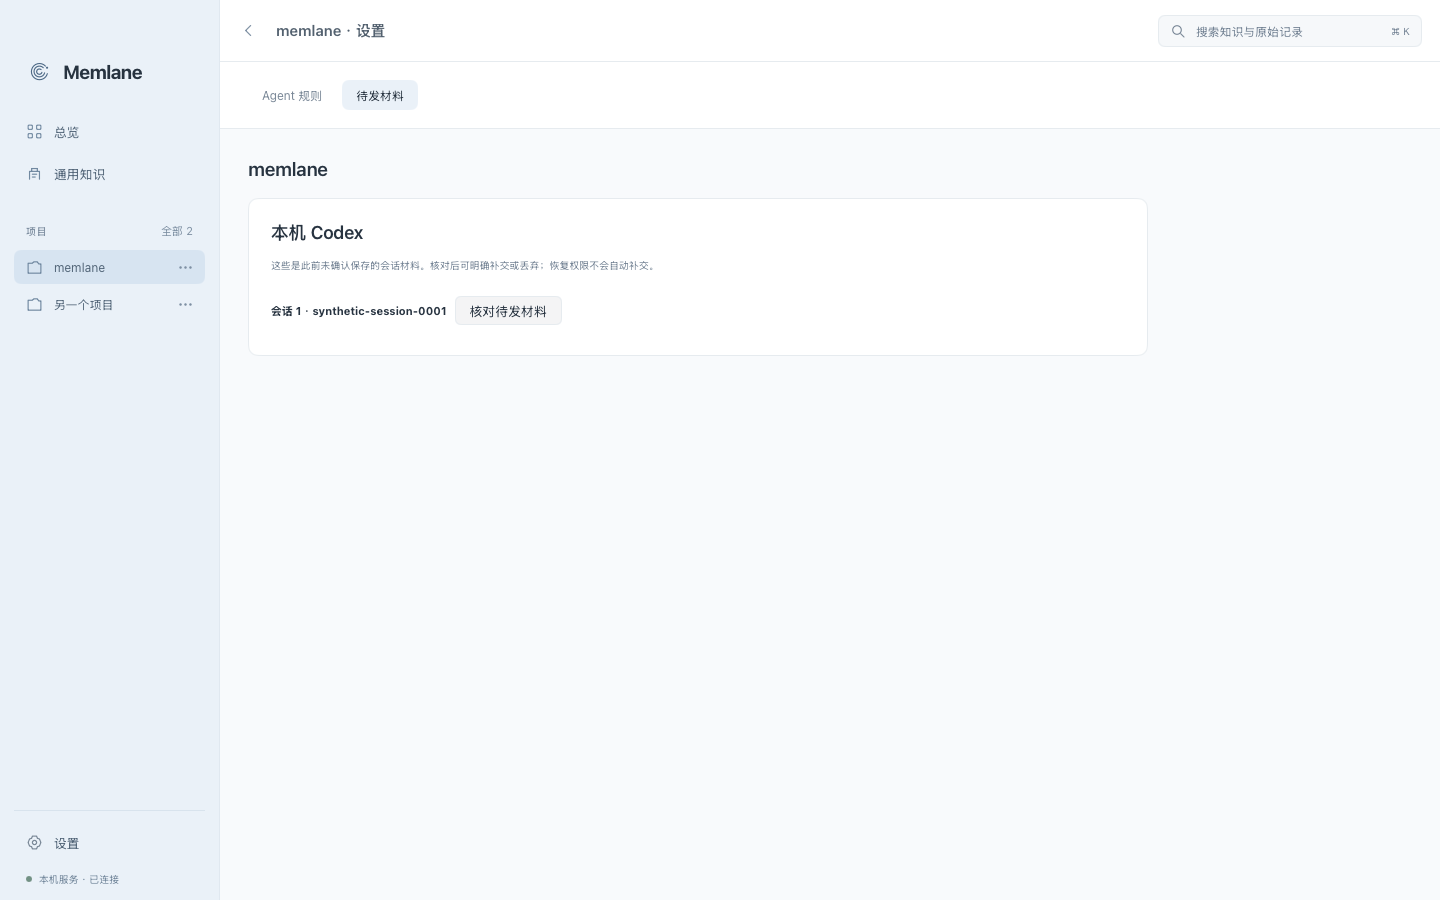 Memlane
总览
通用知识
项目
全部 2
memlane
另一个项目
设置
本机服务 · 已连接
memlane · 设置
搜索知识与原始记录
⌘ K
Agent 规则
待发材料
memlane
本机 Codex
这些是此前未确认保存的会话材料。核对后可明确补交或丢弃；恢复权限不会自动补交。
会话 1 · synthetic-session-0001
核对待发材料